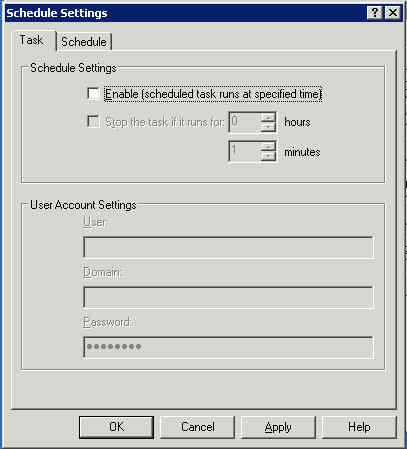 Schedule Settings
Task Schedule
Schedule Settings
Enable (scheduled task runs at specified time)
Stop the task if it runs for: 0 hours
1 minutes
User Account Settings
User:
Domain:
Password:
●●●●●●●●
OK Cancel Apply Help